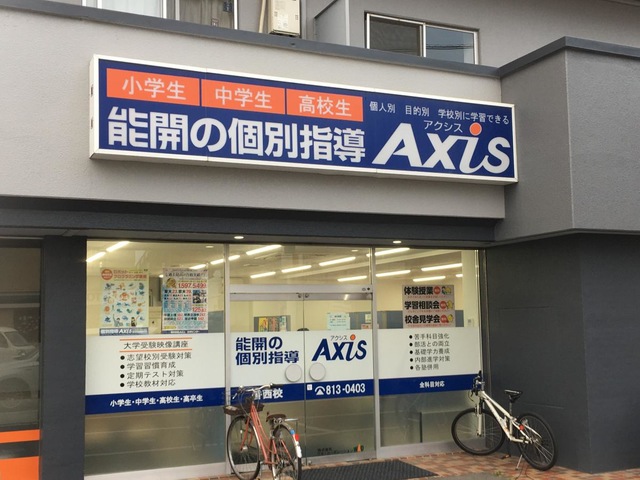 小学生 中学生 高校生
個人別 目的別 学校別に学習できる
能開の個別指導
アクシス
AXiS
大学受験映像講座
●志望校別受験対策
●学習習慣育成
●定期テスト対策
●学校教材対応
小学生・中学生・高校生・高卒生
能開の
個別指導
アクシス
AXiS
西校
☎813-0403
体験授業
学習相談会
校舎見学会
●苦手科目強化
●部活との両立
●基礎学力養成
●内部進学対策
●各塾併用
全科目対応